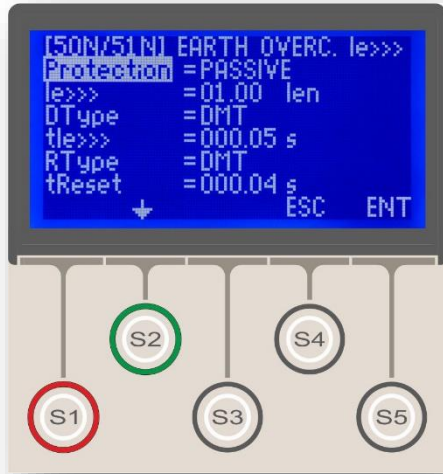 [50N/51N] EARTH OVERC. Ie>>>
Protection =PASSIVE
Ie>>> =01.00 Ien
DType =DMT
tIe>>> =000.05 s
RType =DMT
tReset =000.04 s
ESC ENT
S2 S4
S1 S3 S5